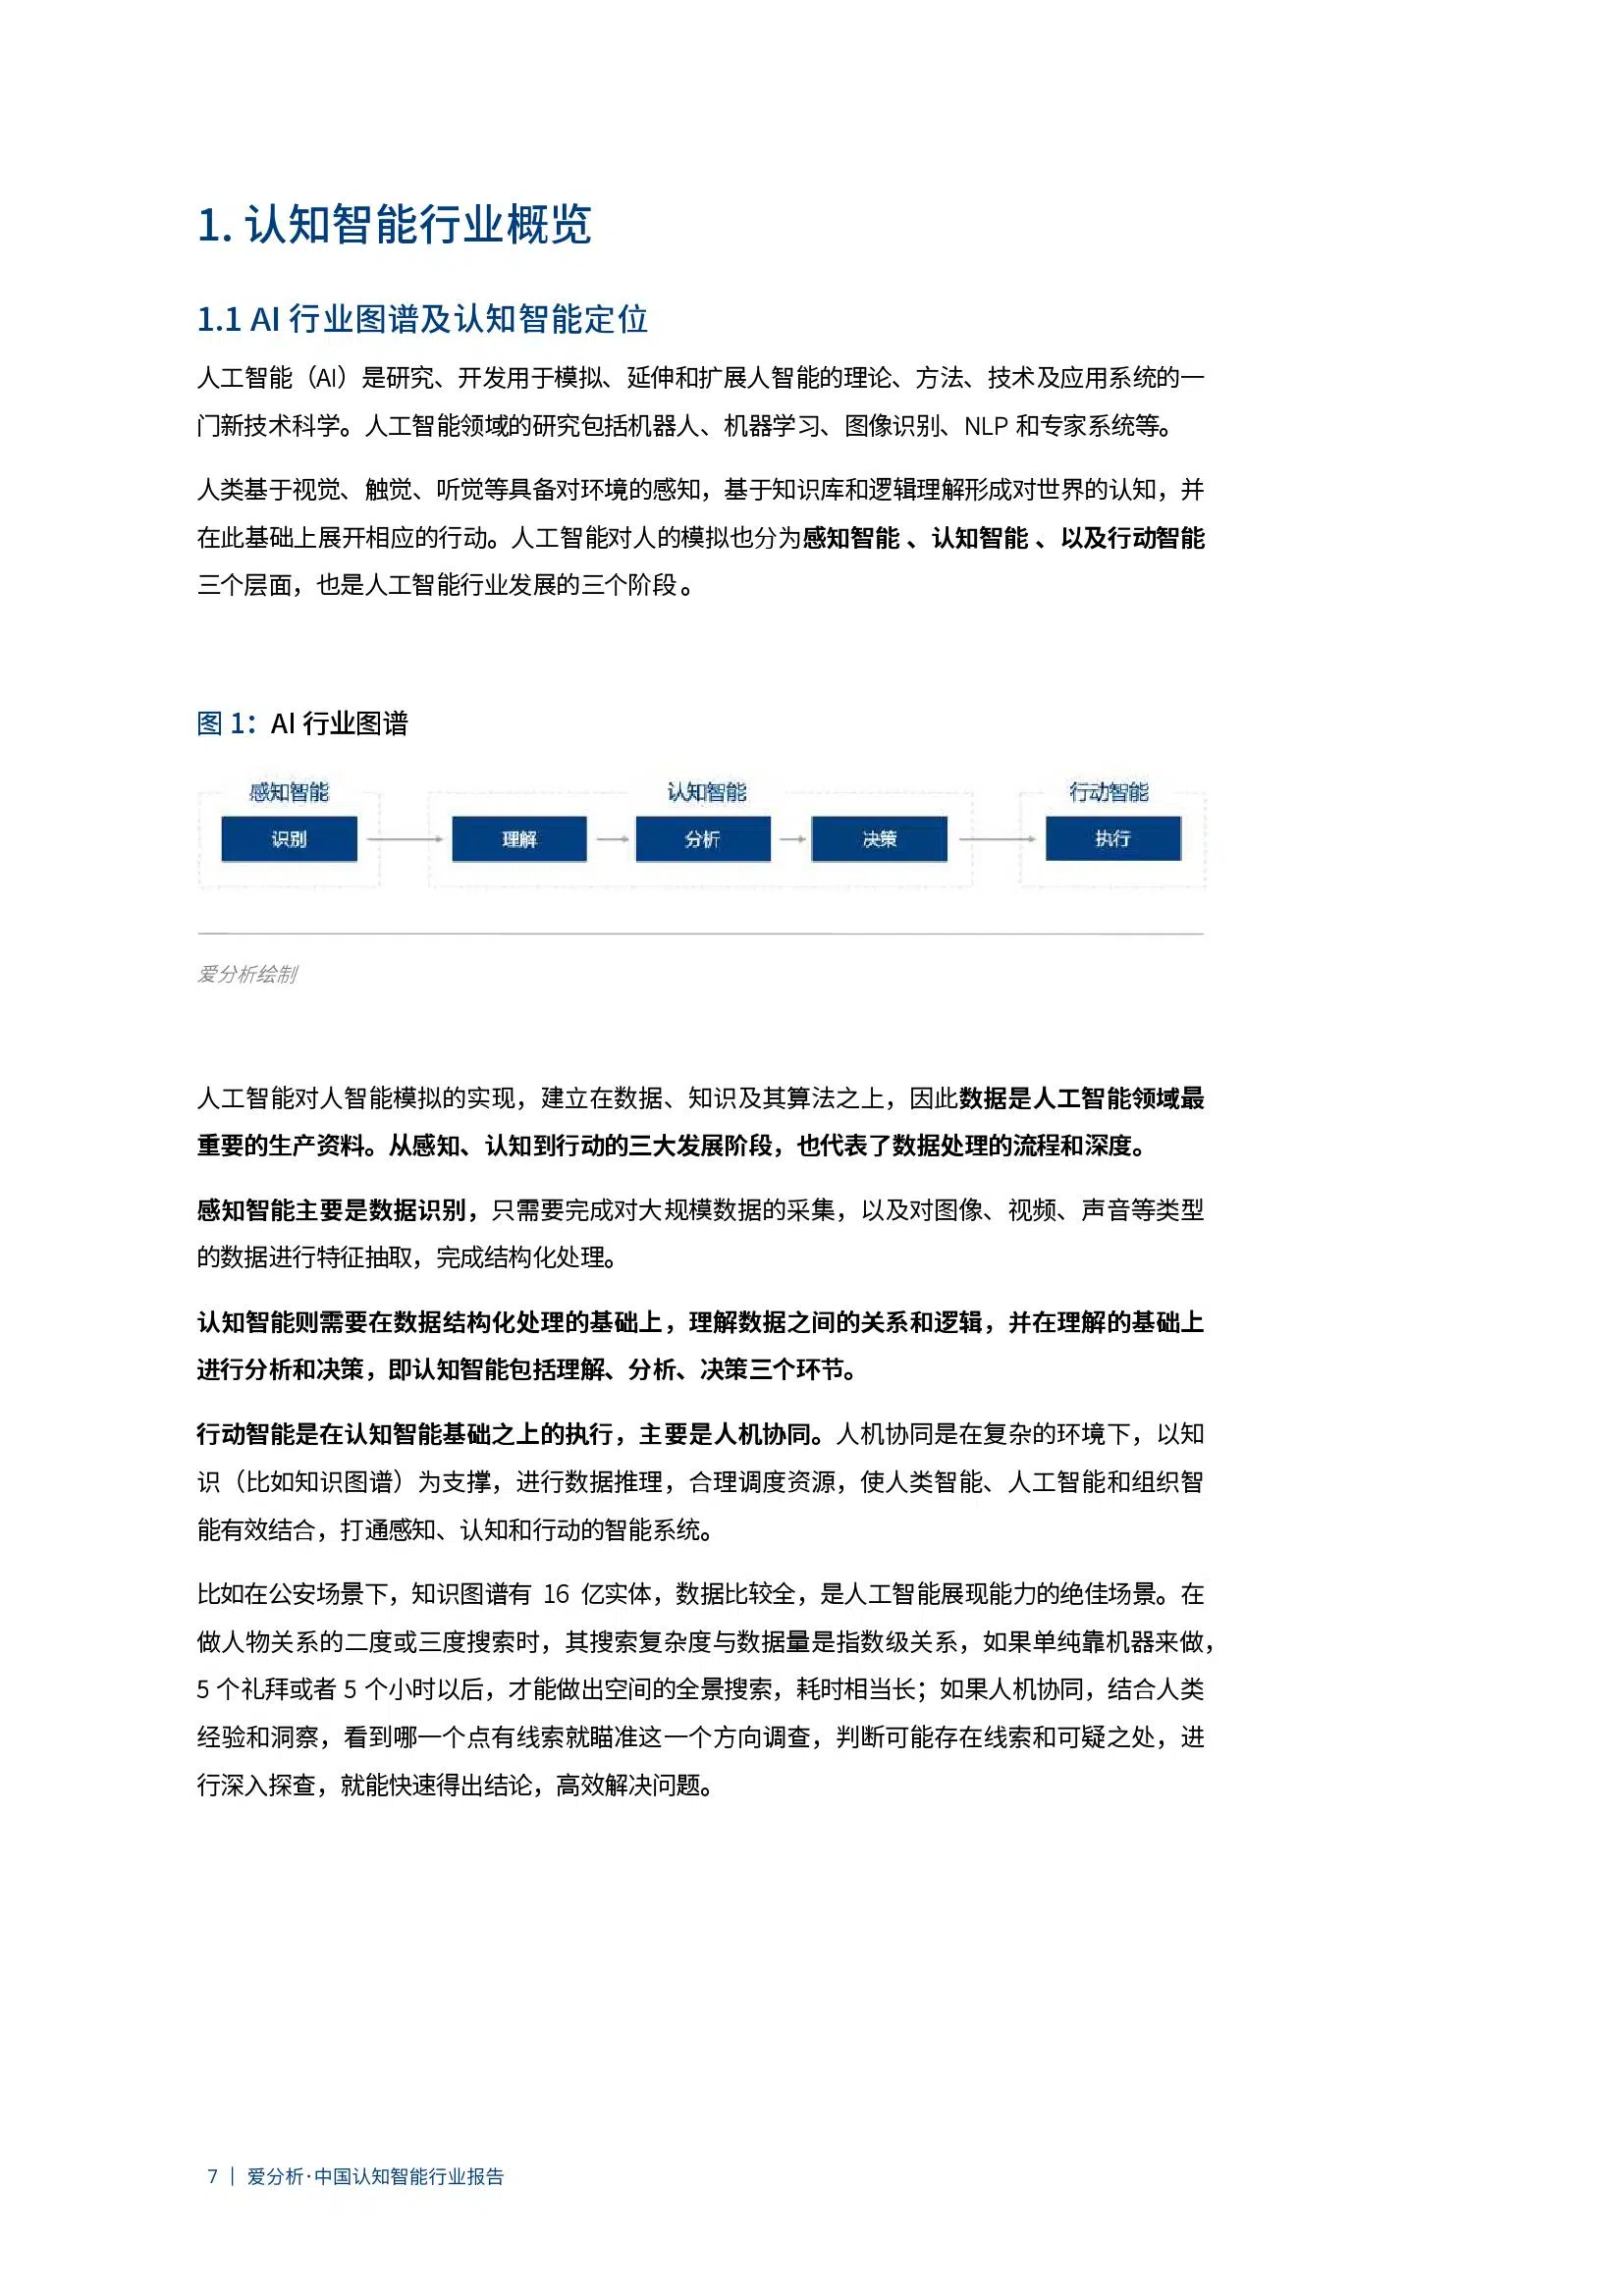 1. 认知智能行业概览
1.1 AI 行业图谱及认知智能定位
人工智能（AI）是研究、开发用于模拟、延伸和扩展人智能的理论、方法、技术及应用系统的一
门新技术科学。人工智能领域的研究包括机器人、机器学习、图像识别、NLP 和专家系统等。
人类基于视觉、触觉、听觉等具备对环境的感知，基于知识库和逻辑理解形成对世界的认知，并
在此基础上展开相应的行动。人工智能对人的模拟也分为感知智能 、认知智能 、以及行动智能
三个层面，也是人工智能行业发展的三个阶段。
图 1：AI 行业图谱
感知智能 认知智能 行动智能
识别 理解 分析 决策 执行
爱分析绘制
人工智能对人智能模拟的实现，建立在数据、知识及其算法之上，因此数据是人工智能领域最
重要的生产资料。从感知、认知到行动的三大发展阶段，也代表了数据处理的流程和深度。
感知智能主要是数据识别，只需要完成对大规模数据的采集，以及对图像、视频、声音等类型
的数据进行特征抽取，完成结构化处理。
认知智能则需要在数据结构化处理的基础上，理解数据之间的关系和逻辑，并在理解的基础上
进行分析和决策，即认知智能包括理解、分析、决策三个环节。
行动智能是在认知智能基础之上的执行，主要是人机协同。人机协同是在复杂的环境下，以知
识（比如知识图谱）为支撑，进行数据推理，合理调度资源，使人类智能、人工智能和组织智
能有效结合，打通感知、认知和行动的智能系统。
比如在公安场景下，知识图谱有 16 亿实体，数据比较全，是人工智能展现能力的绝佳场景。在
做人物关系的二度或三度搜索时，其搜索复杂度与数据量是指数级关系，如果单纯靠机器来做，
5 个礼拜或者 5 个小时以后，才能做出空间的全景搜索，耗时相当长；如果人机协同，结合人类
经验和洞察，看到哪一个点有线索就瞄准这一个方向调查，判断可能存在线索和可疑之处，进
行深入探查，就能快速得出结论，高效解决问题。
7 | 爱分析·中国认知智能行业报告